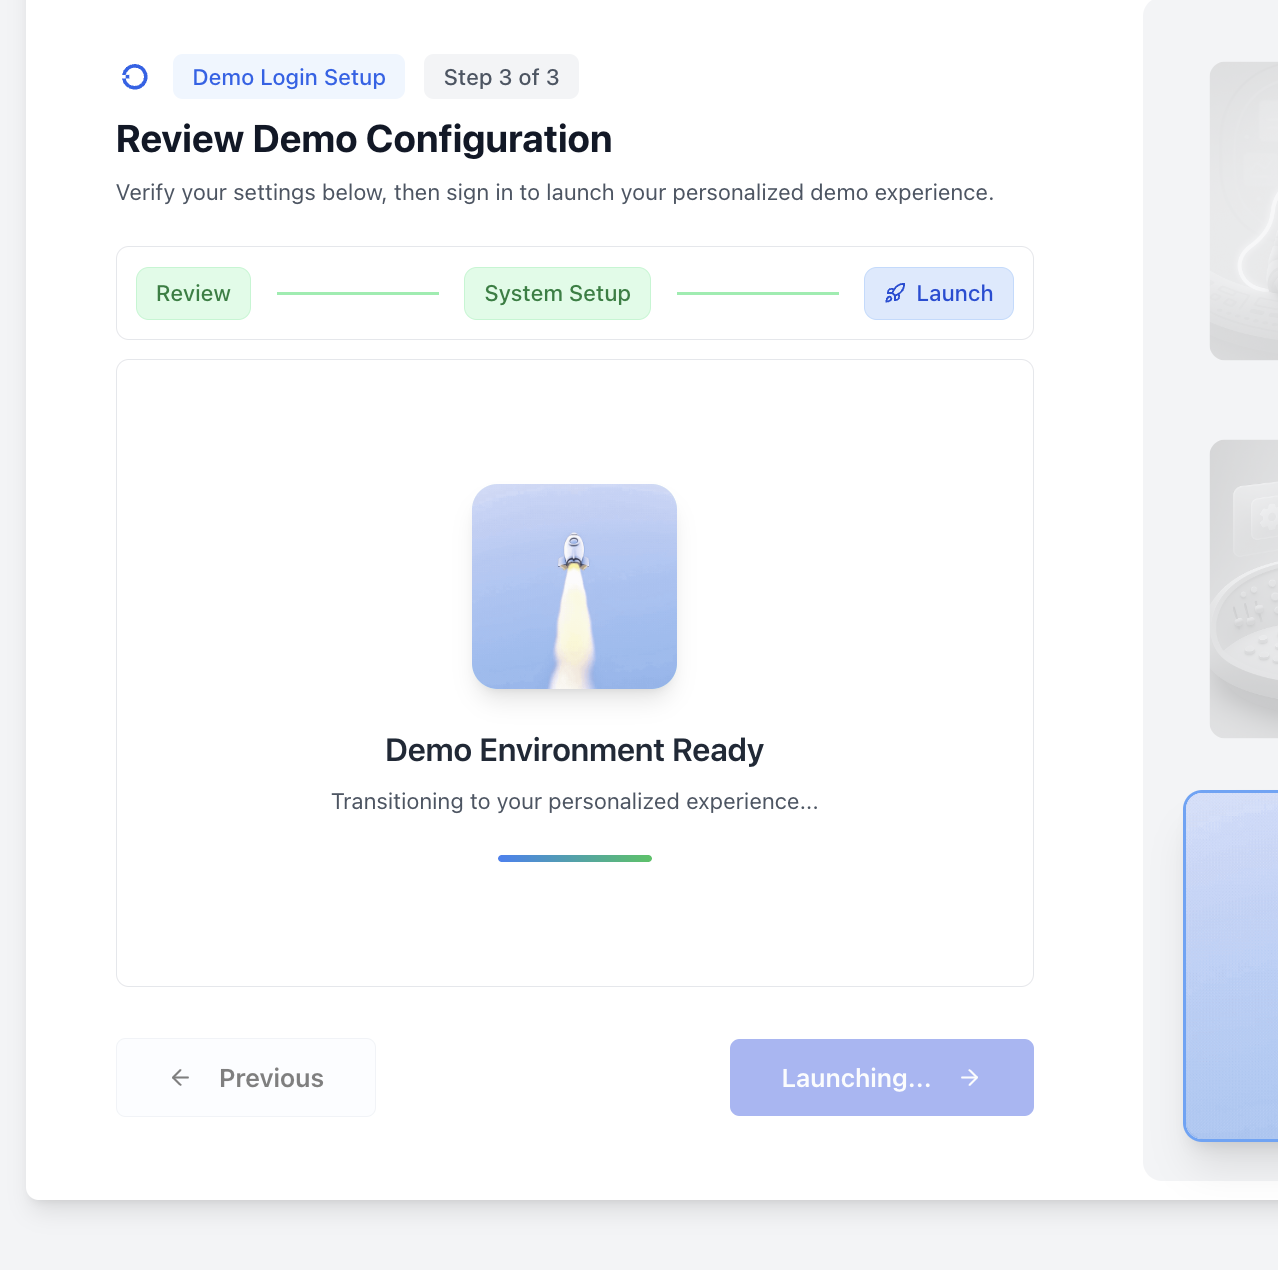 Demo Login Setup
Step 3 of 3
Review Demo Configuration
Verify your settings below, then sign in to launch your personalized demo experience.
Review
System Setup
Launch
Demo Environment Ready
Transitioning to your personalized experience...
Previous
Launching...